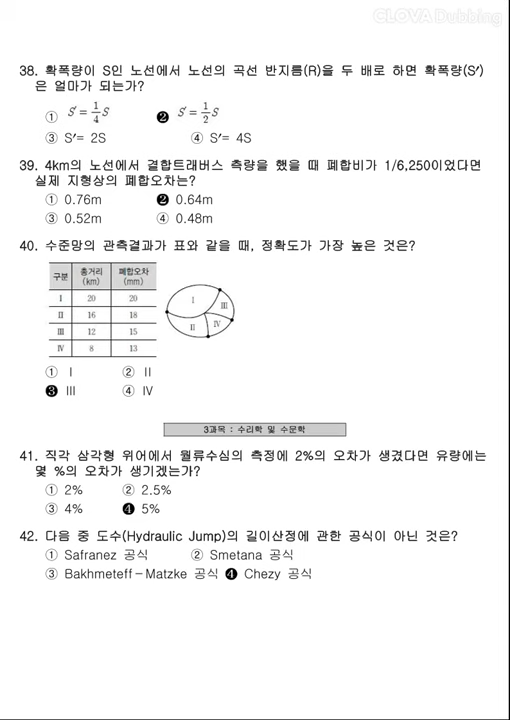 CLOVA Dubbing
38. 확폭량이 S인 노선에서 노선의 곡선 반지름(R)을 두 배로 하면 확폭량(S′)
은 얼마가 되는가?
① S′= 1/4 S ❷ S′= 1/2 S
③ S′= 2S ④ S′= 4S
39. 4km의 노선에서 결합트래버스 측량을 했을 때 폐합비가 1/6,250이었다면
실제 지형상의 폐합오차는?
① 0.76m ❷ 0.64m
③ 0.52m ④ 0.48m
40. 수준망의 관측결과가 표와 같을 때, 정확도가 가장 높은 것은?
구분 총거리 (km) 폐합오차 (mm)
Ⅰ 20 20
Ⅱ 16 18
Ⅲ 12 15
Ⅳ 8 13
Ⅰ Ⅲ
Ⅱ Ⅳ
① Ⅰ ② Ⅱ
❸ Ⅲ ④ Ⅳ
3과목 : 수리학 및 수문학
41. 직각 삼각형 위어에서 월류수심의 측정에 2%의 오차가 생겼다면 유량에는
몇 %의 오차가 생기겠는가?
① 2% ② 2.5%
③ 4% ❹ 5%
42. 다음 중 도수(Hydraulic Jump)의 길이산정에 관한 공식이 아닌 것은?
① Safranez 공식 ② Smetana 공식
③ Bakhmeteff-Matzke 공식 ❹ Chezy 공식